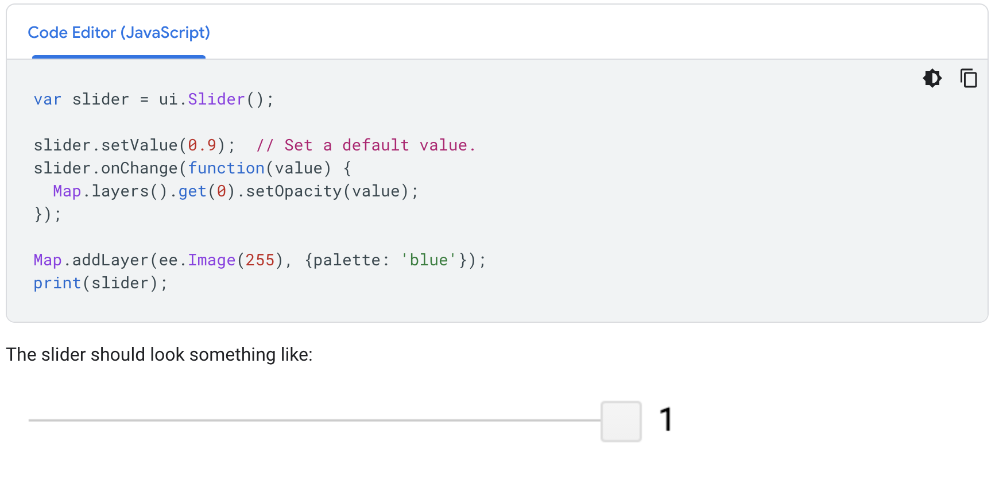 Code Editor (JavaScript)
var slider = ui.Slider();
slider.setValue(0.9);  // Set a default value.
slider.onChange(function(value) {
  Map.layers().get(0).setOpacity(value);
});
Map.addLayer(ee.Image(255), {palette: 'blue'});
print(slider);
The slider should look something like:
1